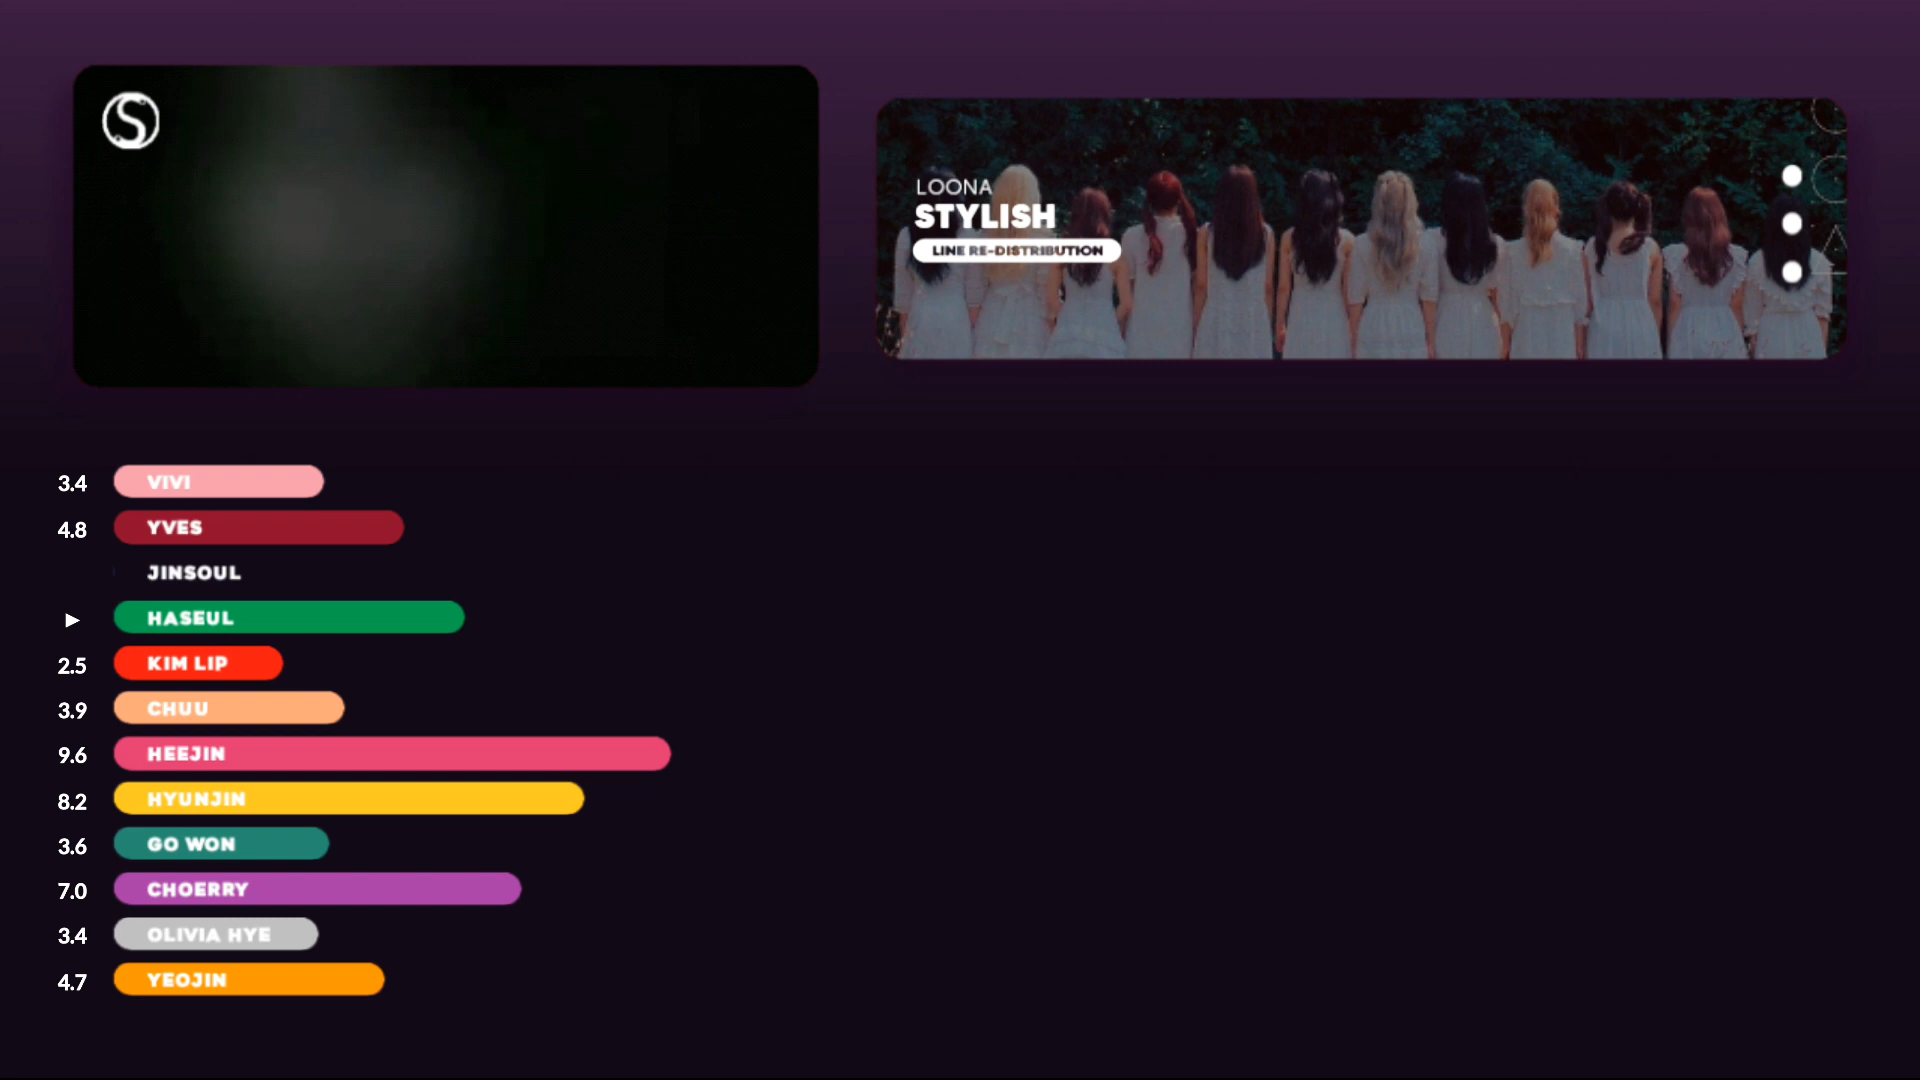 S
LOONA
STYLISH
LINE RE-DISTRIBUTION
3.4 VIVI
4.8 YVES
JINSOUL
▶ HASEUL
2.5 KIM LIP
3.9 CHUU
9.6 HEEJIN
8.2 HYUNJIN
3.6 GO WON
7.0 CHOERRY
3.4 OLIVIA HYE
4.7 YEOJIN